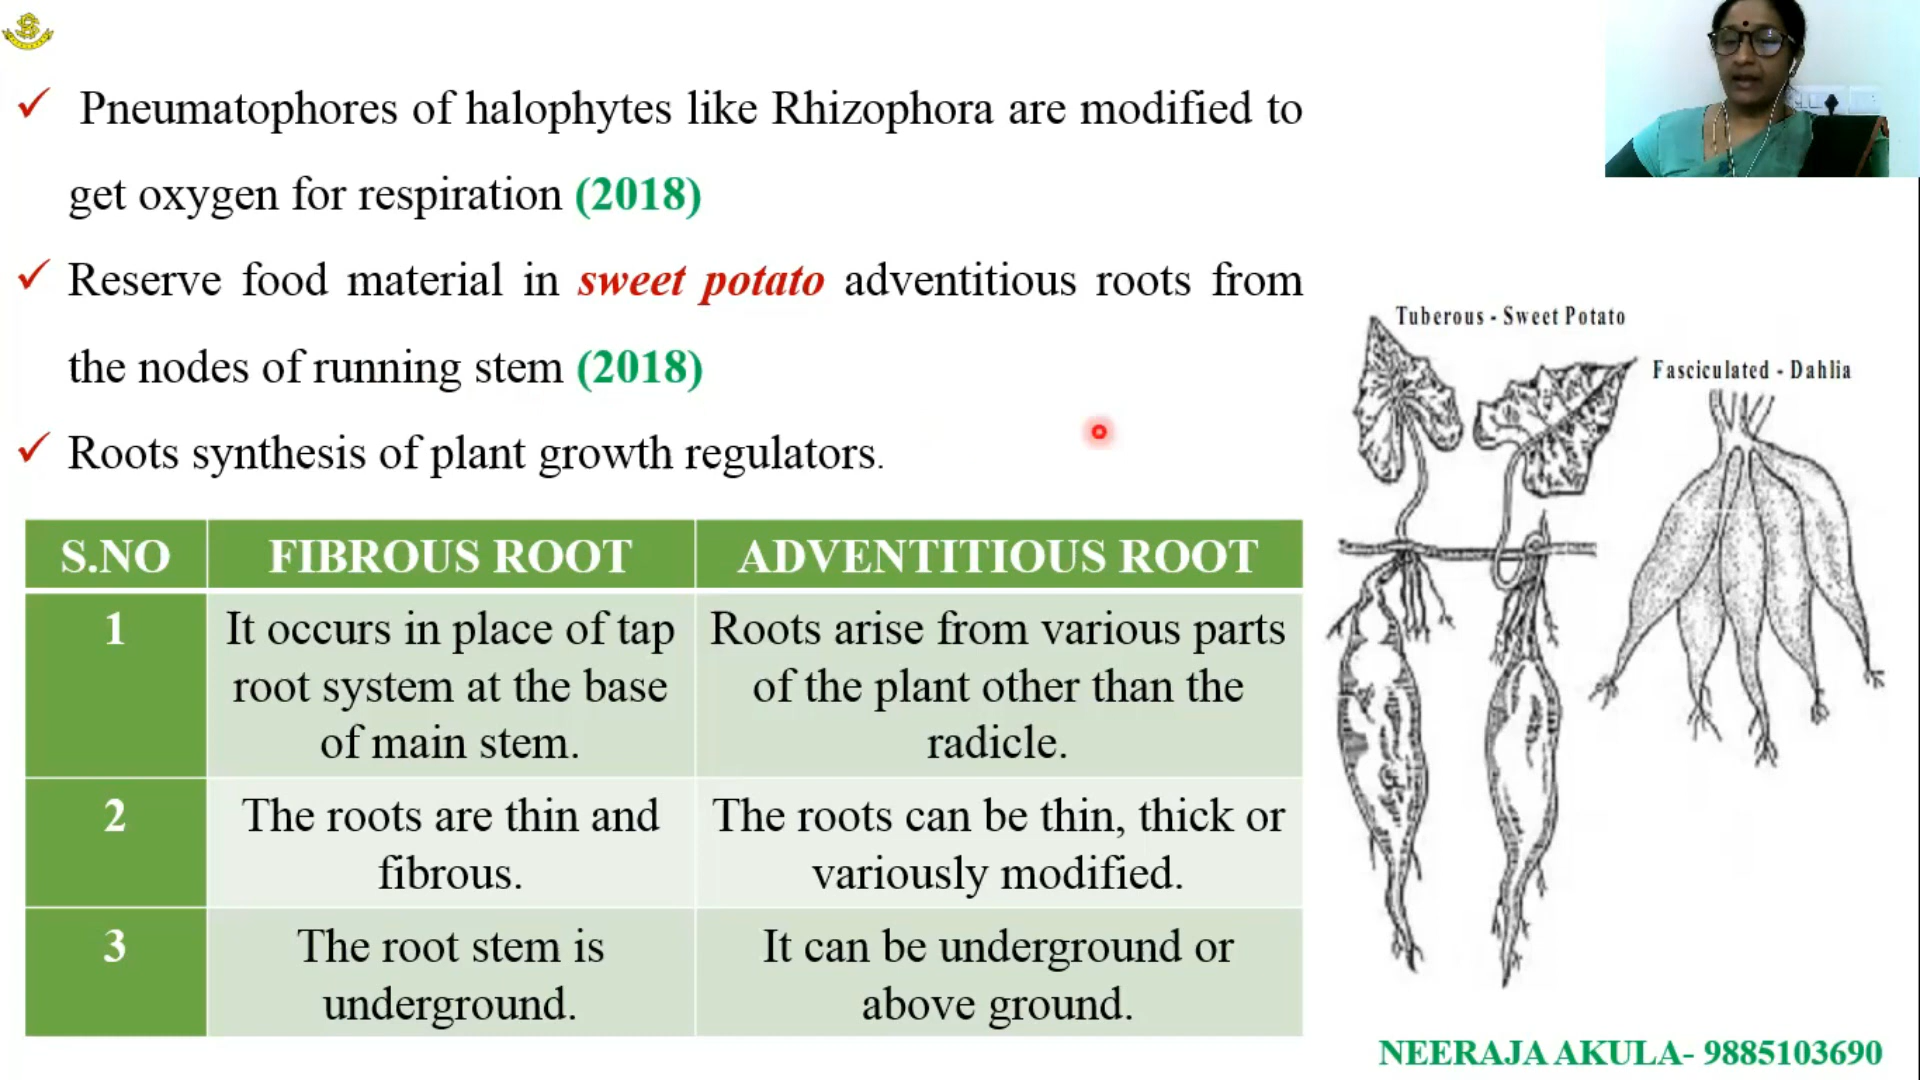 Pneumatophores of halophytes like Rhizophora are modified to
get oxygen for respiration (2018)
Reserve food material in sweet potato adventitious roots from
the nodes of running stem (2018)
Roots synthesis of plant growth regulators.
S.NO FIBROUS ROOT ADVENTITIOUS ROOT
1 It occurs in place of tap Roots arise from various parts
root system at the base of the plant other than the
of main stem. radicle.
2 The roots are thin and The roots can be thin, thick or
fibrous. variously modified.
3 The root stem is It can be underground or
underground. above ground.
Tuberous - Sweet Potato
Fasciculated - Dahlia
NEERAJA AKULA- 9885103690